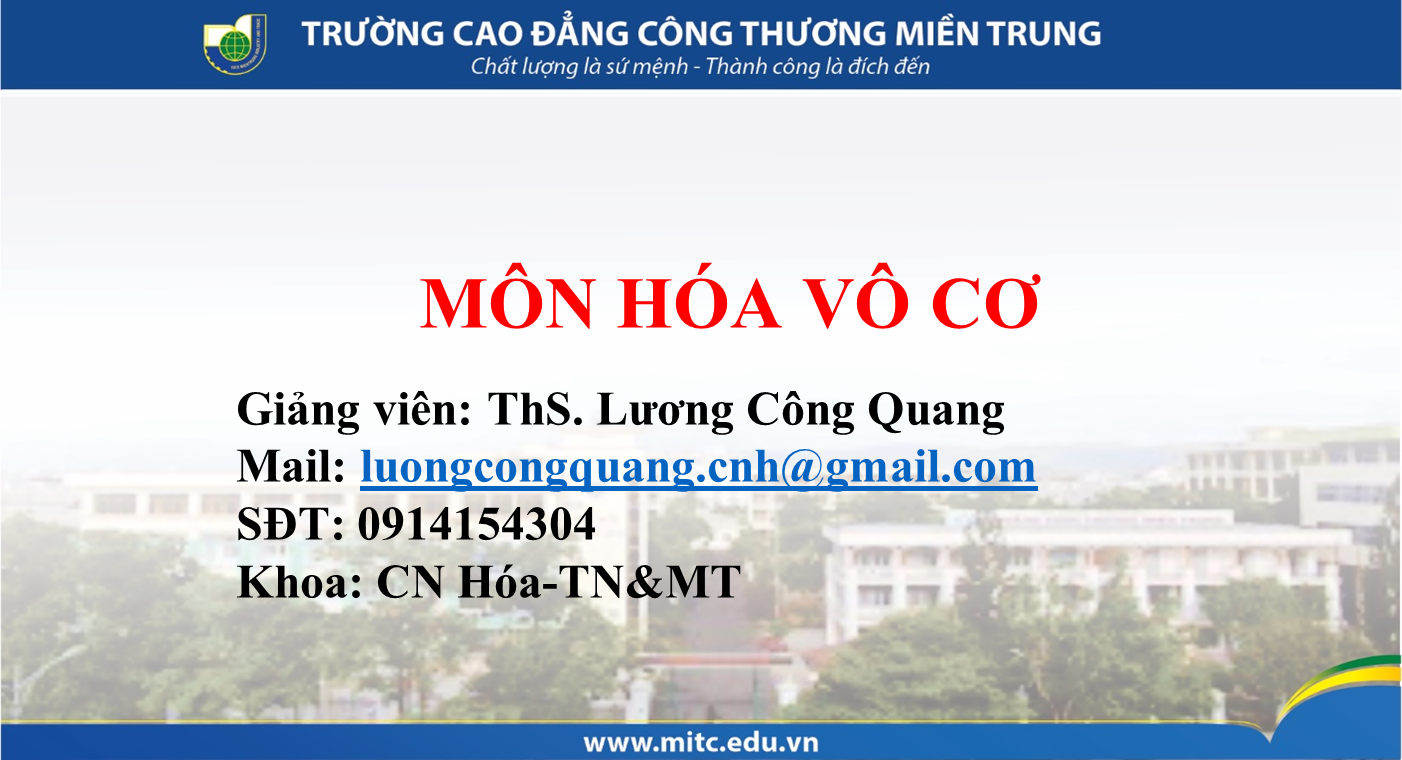 TRƯỜNG CAO ĐẲNG CÔNG THƯƠNG MIỀN TRUNG
Chất lượng là sứ mệnh - Thành công là đích đến
MÔN HÓA VÔ CƠ
Giảng viên: ThS. Lương Công Quang
Mail: luongcongquang.cnh@gmail.com
SĐT: 0914154304
Khoa: CN Hóa-TN&MT
www.mitc.edu.vn